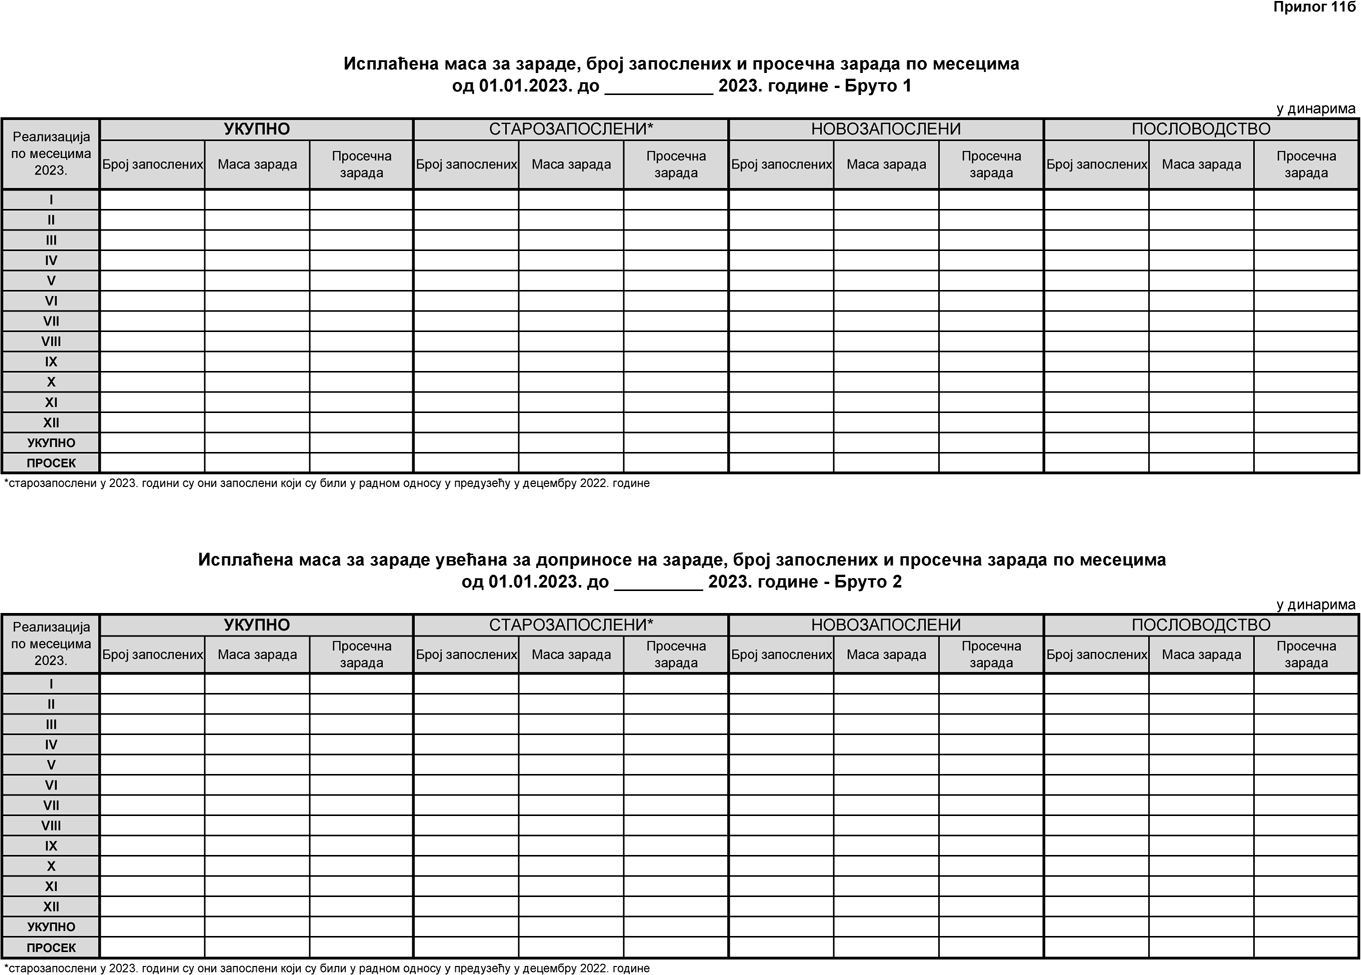 Прилог 11б
Исплаћена маса за зараде, број запослених и просечна зарада по месецима
од 01.01.2023. до ___________ 2023. године - Бруто 1
у динарима
Реализација по месецима 2023.
УКУПНО СТАРОЗАПОСЛЕНИ* НОВОЗАПОСЛЕНИ ПОСЛОВОДСТВО
Број запослених Маса зарада Просечна зарада Број запослених Маса зарада Просечна зарада Број запослених Маса зарада Просечна зарада Број запослених Маса зарада Просечна зарада
I
II
III
IV
V
VI
VII
VIII
IX
X
XI
XII
УКУПНО
ПРОСЕК
*старозапослени у 2023. години су они запослени који су били у радном односу у предузећу у децембру 2022. године
Исплаћена маса за зараде увећана за доприносе на зараде, број запослених и просечна зарада по месецима
од 01.01.2023. до _________ 2023. године - Бруто 2
у динарима
Реализација по месецима 2023.
УКУПНО СТАРОЗАПОСЛЕНИ* НОВОЗАПОСЛЕНИ ПОСЛОВОДСТВО
Број запослених Маса зарада Просечна зарада Број запослених Маса зарада Просечна зарада Број запослених Маса зарада Просечна зарада Број запослених Маса зарада Просечна зарада
I
II
III
IV
V
VI
VII
VIII
IX
X
XI
XII
УКУПНО
ПРОСЕК
*старозапослени у 2023. години су они запослени који су били у радном односу у предузећу у децембру 2022. године